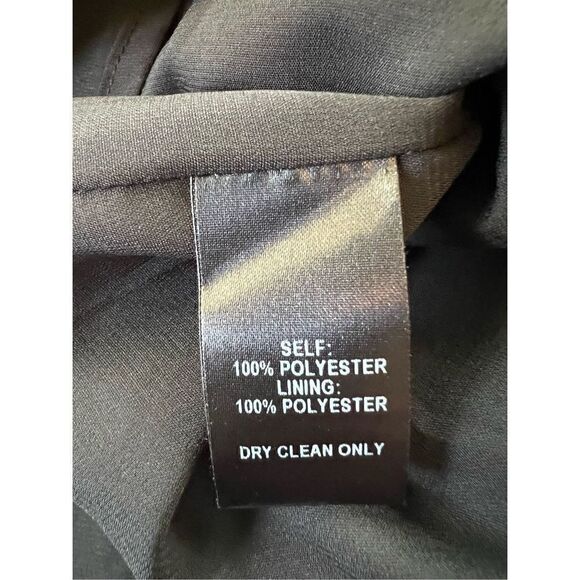 SELF:
100% POLYESTER
LINING:
100% POLYESTER
DRY CLEAN ONLY